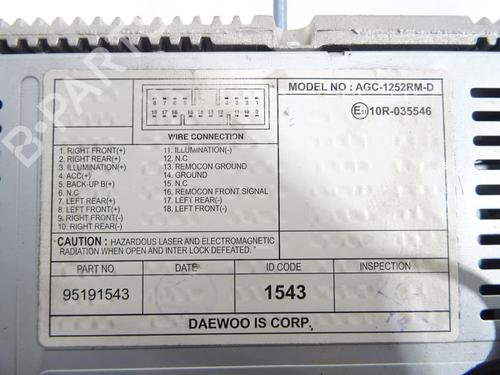 MODEL NO : AGC-1252RM-D
10R-035546
WIRE CONNECTION
1. RIGHT FRONT(+)
2. RIGHT REAR(+)
3. ILLUMINATION(+)
4. ACC(+)
5. BACK-UP B(+)
6. N.C
7. LEFT REAR(+)
8. LEFT FRONT(+)
9. RIGHT FRONT(-)
10. RIGHT REAR(-)
11. ILLUMINATION(-)
12. N.C
13. REMOCON GROUND
14. GROUND
15. N.C
16. REMOCON FRONT SIGNAL
17. LEFT REAR(-)
18. LEFT FRONT(-)
CAUTION : HAZARDOUS LASER AND ELECTROMAGNETIC
RADIATION WHEN OPEN AND INTER LOCK DEFEATED.
PART NO DATE ID CODE INSPECTION
95191543 1543
DAEWOO IS CORP.